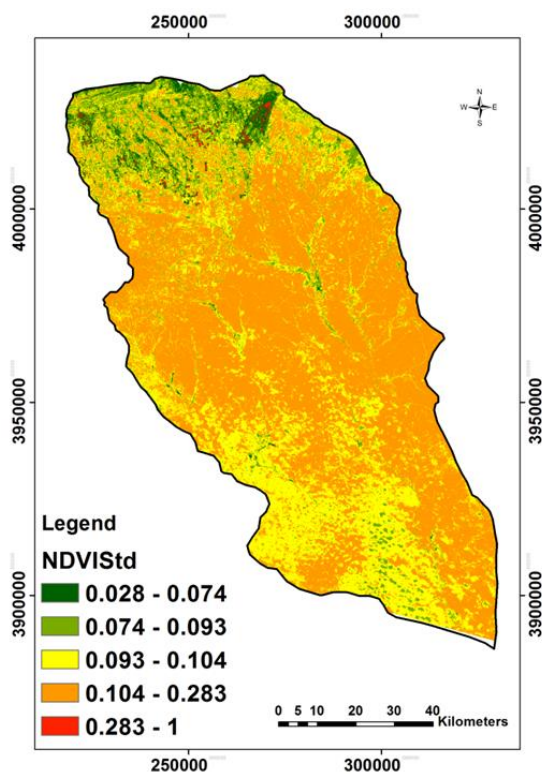 250000 300000
N
W E
S
4000000 4000000
3950000 3950000
3900000 3900000
Legend
NDVIStd
0.028 - 0.074
0.074 - 0.093
0.093 - 0.104
0.104 - 0.283
0.283 - 1
0 5 10 20 30 40
Kilometers
250000 300000